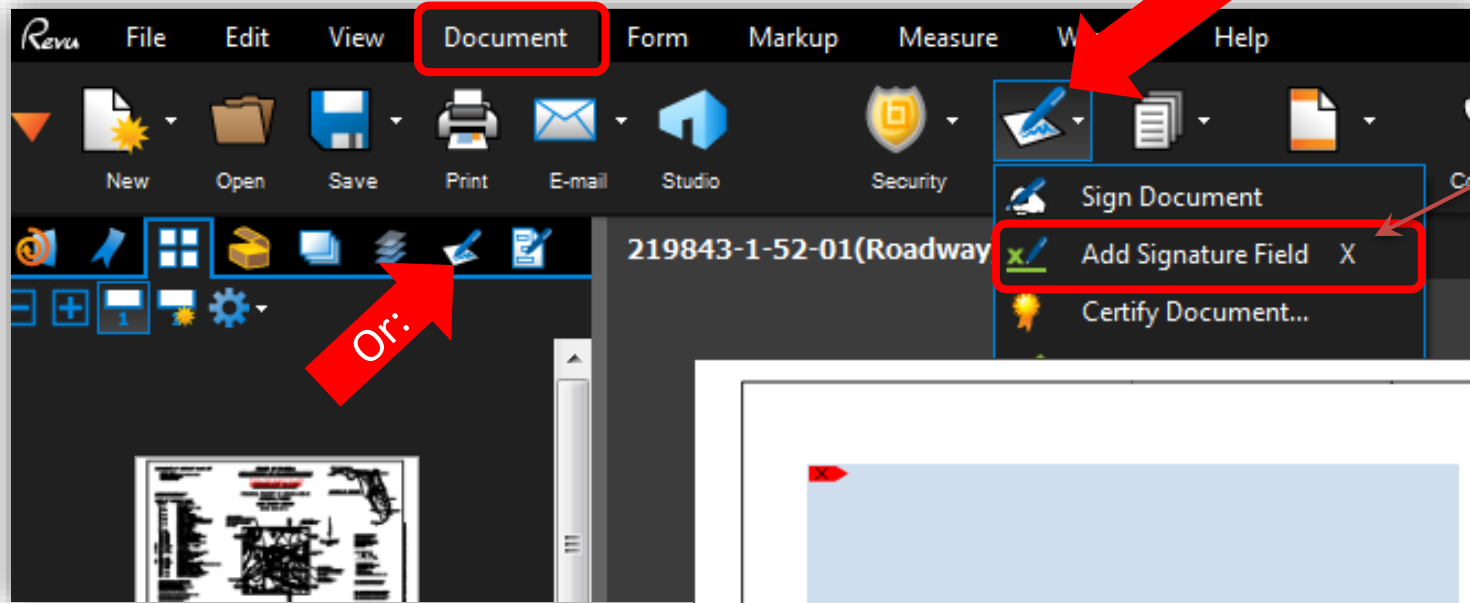 Revu File Edit View Document Form Markup Measure W Help
New Open Save Print E-mail Studio Security
Sign Document
219843-1-52-01(Roadway
Add Signature Field X
Certify Document...
1
Or:
X